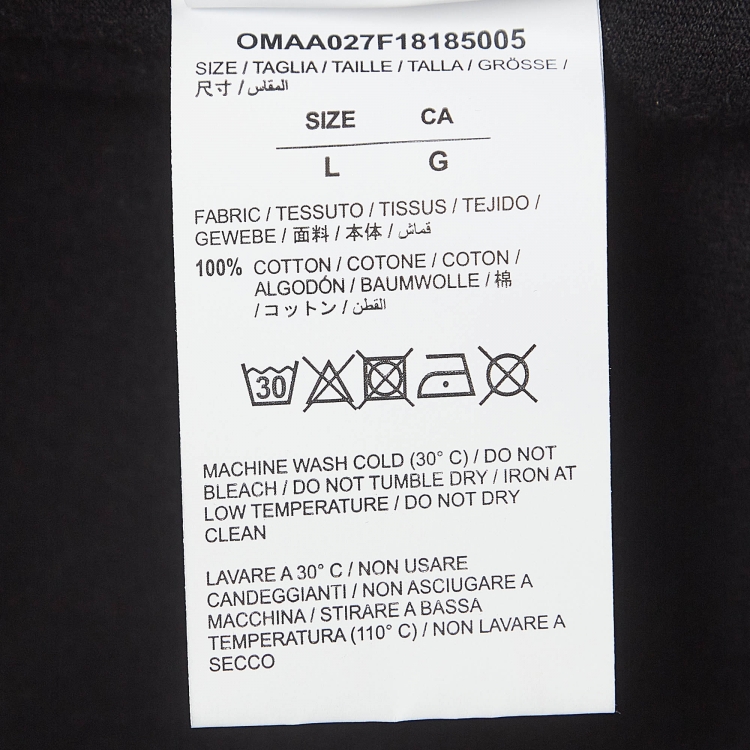 OMAA027F18185005
SIZE / TAGLIA / TAILLE / TALLA / GRÖSSE /
尺寸 / المقاس /
SIZE CA
L G
FABRIC / TESSUTO / TISSUS / TEJIDO /
GEWEBE / 面料 / 本体 / قماش /
100% COTTON / COTONE / COTON /
ALGODÓN / BAUMWOLLE / 棉
/ コットン / القطن /
30
MACHINE WASH COLD (30° C) / DO NOT
BLEACH / DO NOT TUMBLE DRY / IRON AT
LOW TEMPERATURE / DO NOT DRY
CLEAN
LAVARE A 30° C / NON USARE
CANDEGGIANTI / NON ASCIUGARE A
MACCHINA / STIRARE A BASSA
TEMPERATURA (110° C) / NON LAVARE A
SECCO